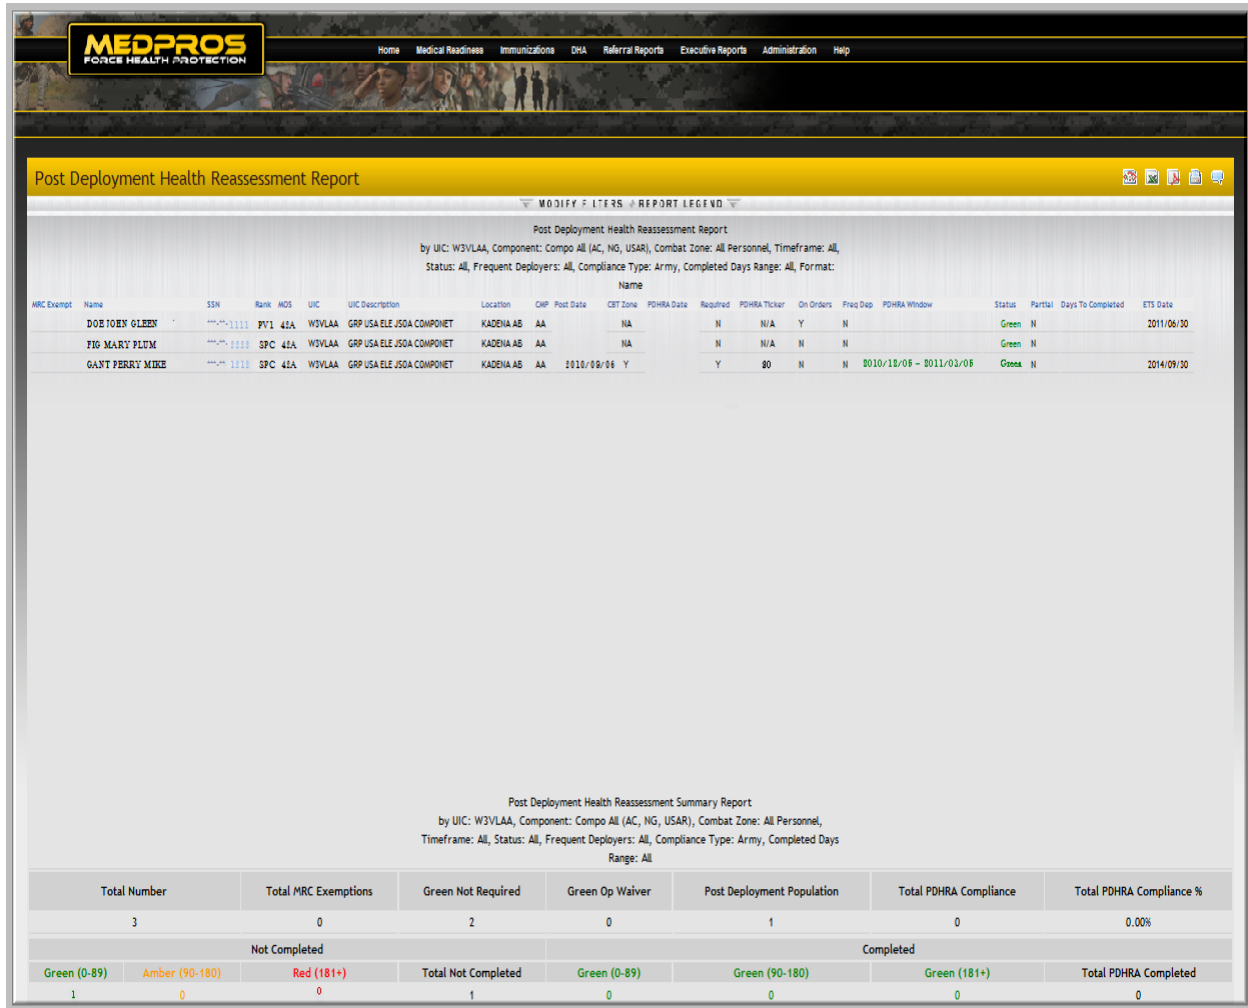 MEDPROS
FORCE HEALTH PROTECTION
Home Medical Readiness Immunizations DHA Referral Reports Executive Reports Administration Help
Post Deployment Health Reassessment Report
MODIFY FILTERS / REPORT LEGEND
Post Deployment Health Reassessment Report
by UIC: W3VLAA, Component: Compo All (AC, NG, USAR), Combat Zone: All Personnel, Timeframe: All,
Status: All, Frequent Deployers: All, Compliance Type: Army, Completed Days Range: All, Format:
Name
MRC Exempt Name SSN Rank MOS UIC UIC Description Location CMP Post Date CBT Zone PDHRA Date Required PDHRA Ticker On Orders Freq Dep PDHRA Window Status Partial Days To Completed ETS Date
DOE JOHN GLEEN ***-**-1111 PV1 W3VLAA GRP USA ELE JSOA COMPONET KADENA AB AA NA N N/A Y N Green N 2011/06/30
FIG MARY PLUM SPC W3VLAA GRP USA ELE JSOA COMPONET KADENA AB AA NA N N/A N N Green N
GANT PERRY MIKE SPC W3VLAA GRP USA ELE JSOA COMPONET KADENA AB AA 2010/09/06 Y Y N N Green N 2014/09/30
Post Deployment Health Reassessment Summary Report
by UIC: W3VLAA, Component: Compo All (AC, NG, USAR), Combat Zone: All Personnel,
Timeframe: All, Status: All, Frequent Deployers: All, Compliance Type: Army, Completed Days
Range: All
Total Number Total MRC Exemptions Green Not Required Green Op Waiver Post Deployment Population Total PDHRA Compliance Total PDHRA Compliance %
3 0 2 0 1 0 0.00%
Not Completed Completed
Green (0-89) Amber (90-180) Red (181+) Total Not Completed Green (0-89) Green (90-180) Green (181+) Total PDHRA Completed
1 0 0 1 0 0 0 0